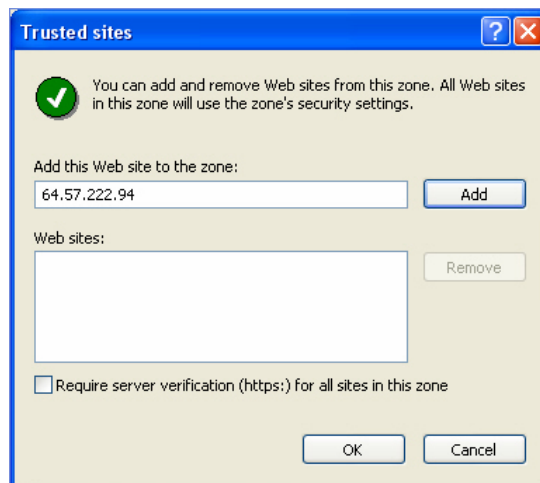 Trusted sites
You can add and remove Web sites from this zone. All Web sites
in this zone will use the zone's security settings.
Add this Web site to the zone:
64.57.222.94
Add
Web sites:
Remove
Require server verification (https:) for all sites in this zone
OK
Cancel